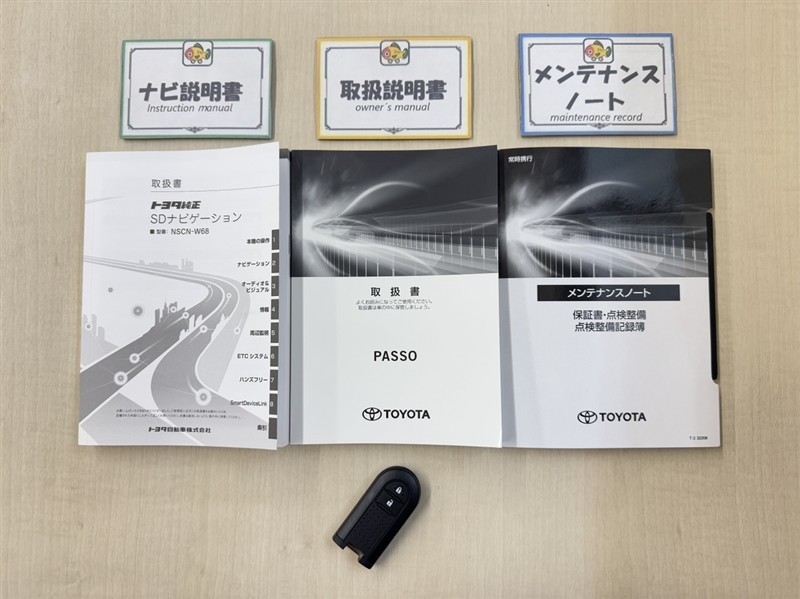 ナビ説明書
Instruction manual
取扱説明書
owner's manual
メンテナンス
ノート
maintenance record
取扱書
トヨタ純正
SDナビゲーション
■ 型番: NSCN-W68
本機の操作 1
ナビゲーション 2
オーディオ&
ビジュアル 3
情報 4
周辺監視 5
ETCシステム 6
ハンズフリー 7
SmartDeviceLink 8
索引
トヨタ自動車株式会社
取扱書
よくお読みになってご使用ください。
取扱書は車の中に保管しましょう。
PASSO
TOYOTA
常時携行
メンテナンスノート
保証書・点検整備
点検整備記録簿
TOYOTA